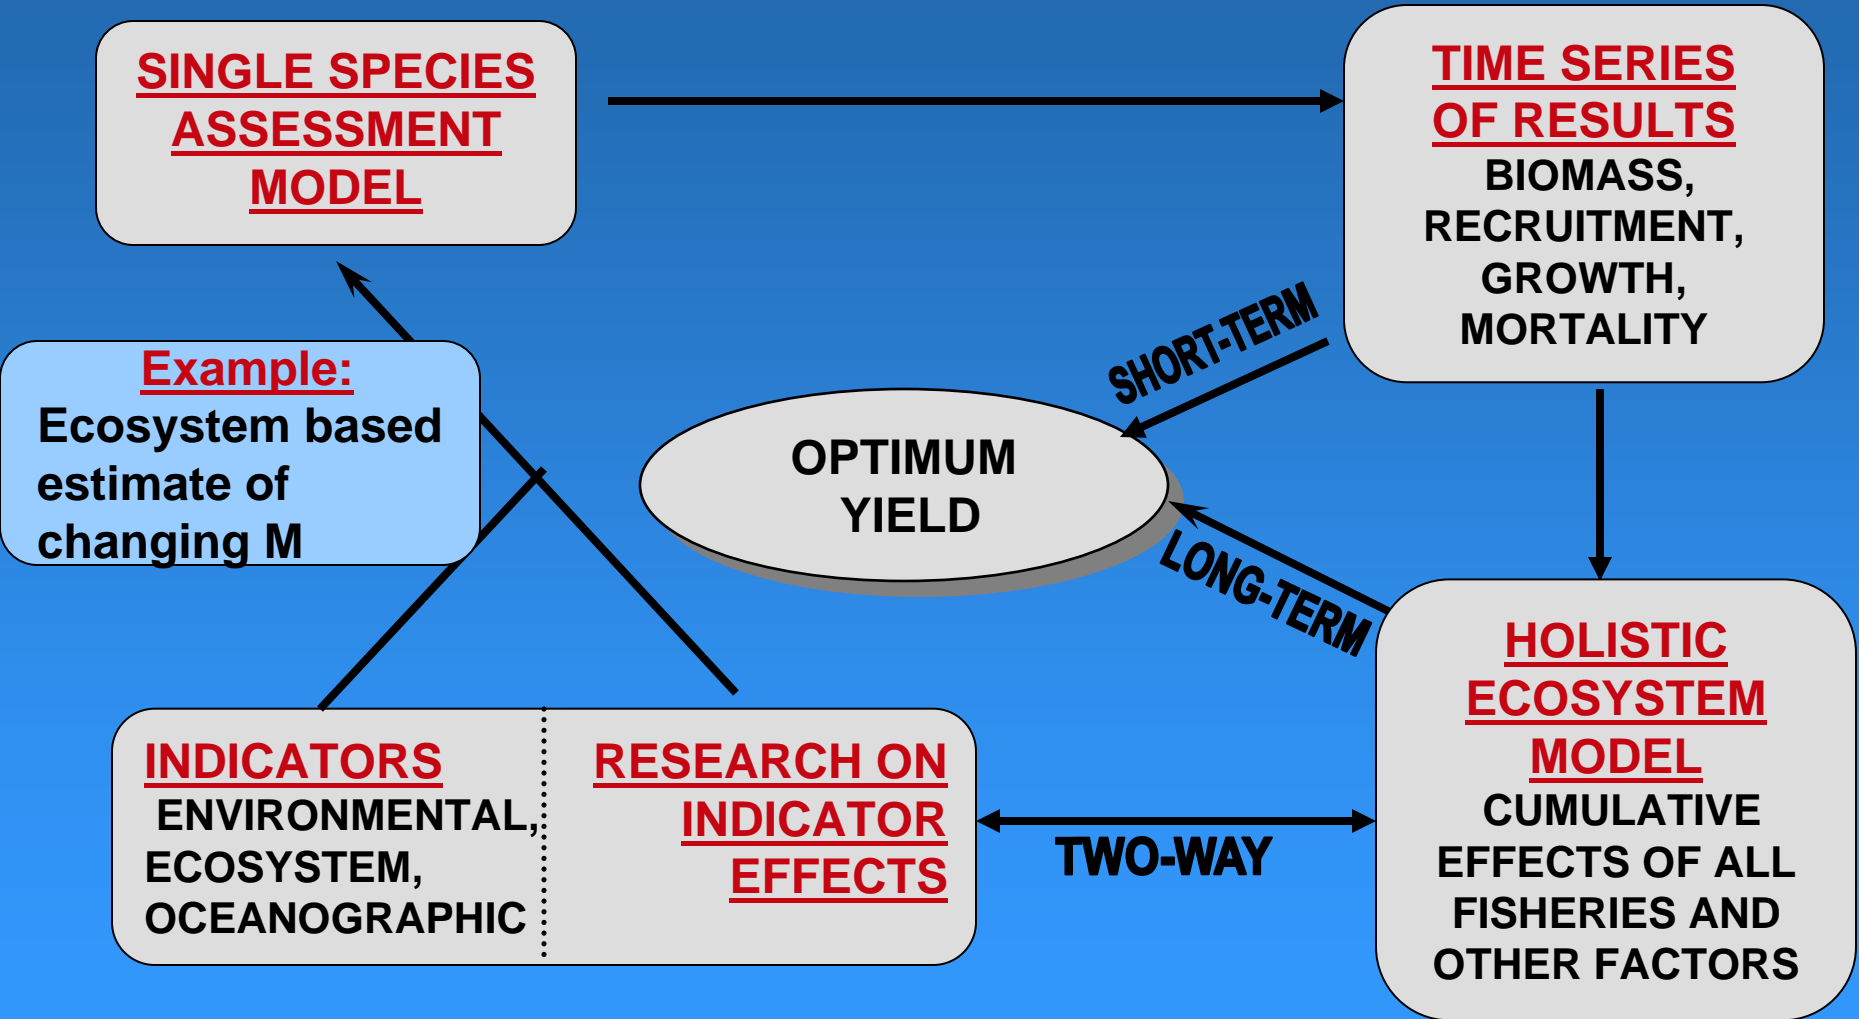 SINGLE SPECIES
ASSESSMENT
MODEL
TIME SERIES
OF RESULTS
BIOMASS,
RECRUITMENT,
GROWTH,
MORTALITY
SHORT-TERM
Example:
Ecosystem based
estimate of
changing M
OPTIMUM
YIELD
LONG-TERM
INDICATORS
ENVIRONMENTAL,
ECOSYSTEM,
OCEANOGRAPHIC
RESEARCH ON
INDICATOR
EFFECTS
TWO-WAY
HOLISTIC
ECOSYSTEM
MODEL
CUMULATIVE
EFFECTS OF ALL
FISHERIES AND
OTHER FACTORS